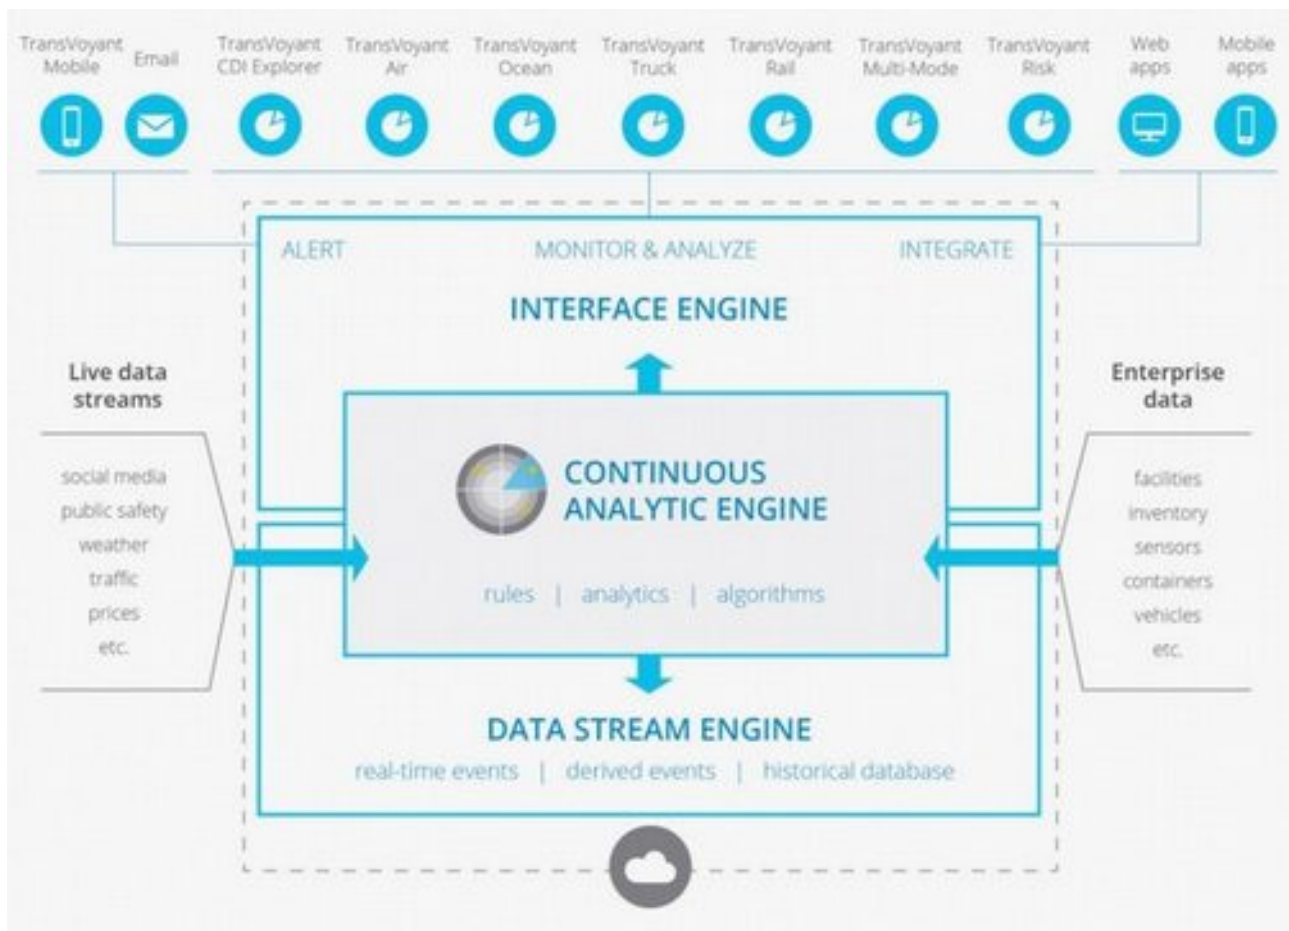 TransVoyant
Mobile
Email
TransVoyant
CDI Explorer
TransVoyant
Air
TransVoyant
Ocean
TransVoyant
Truck
TransVoyant
Rail
TransVoyant
Multi-Mode
TransVoyant
Risk
Web
apps
Mobile
apps
ALERT
MONITOR & ANALYZE
INTEGRATE
INTERFACE ENGINE
Live data
streams
social media
public safety
weather
traffic
prices
etc.
CONTINUOUS
ANALYTIC ENGINE
rules | analytics | algorithms
Enterprise
data
facilities
inventory
sensors
containers
vehicles
etc.
DATA STREAM ENGINE
real-time events | derived events | historical database